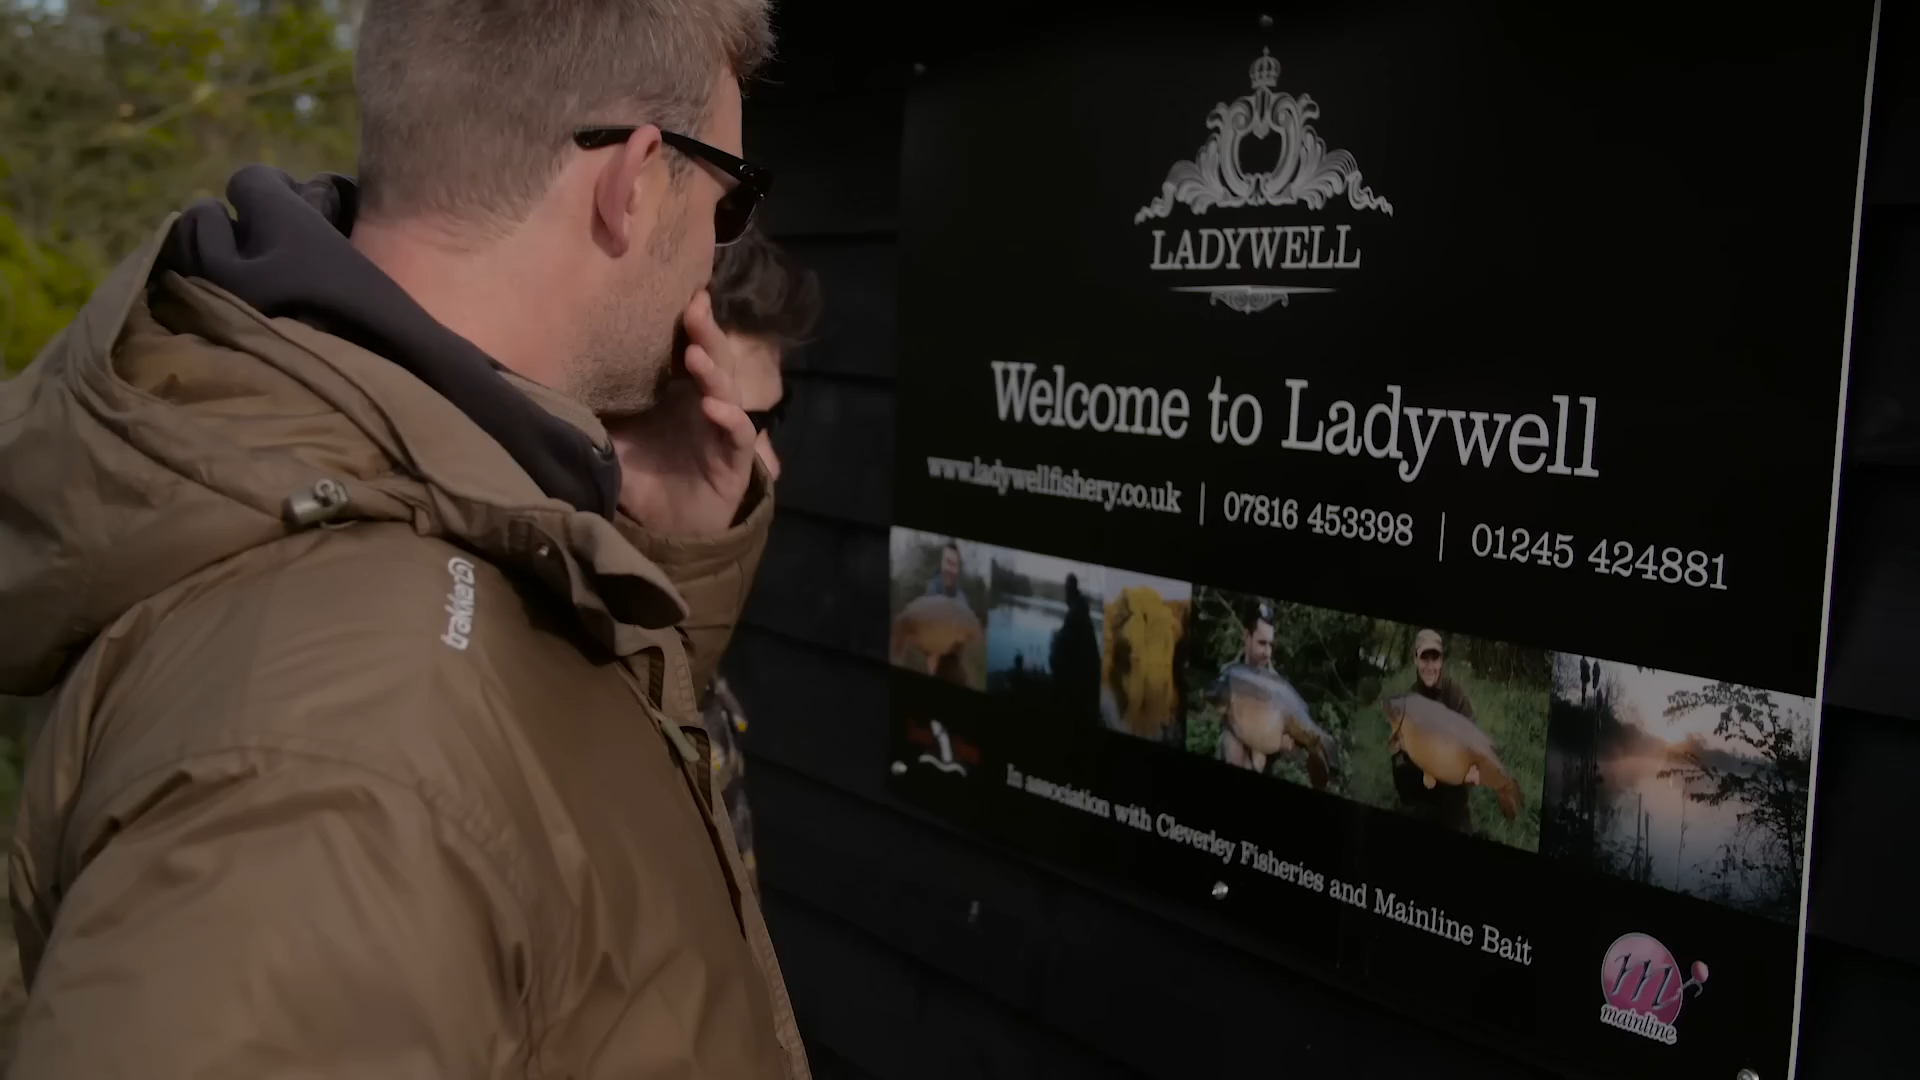 LADYWELL
Welcome to Ladywell
www.ladywellfishery.co.uk | 07816 453398 | 01245 424881
trakker
In association with Cleverley Fisheries and Mainline Bait
m
mainline